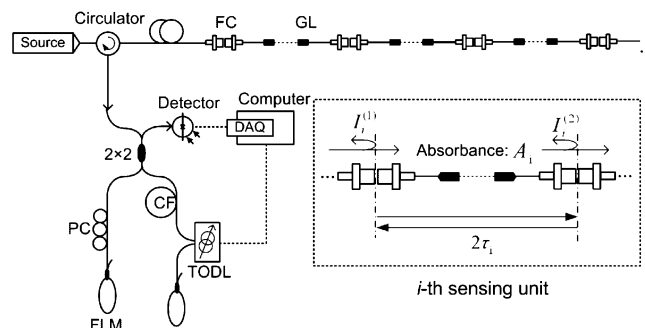 Circulator
FC
GL
Source
Detector
Computer
DAQ
2×2
CF
PC
TODL
FLM
I_i^{(1)}
I_i^{(2)}
Absorbance: A_i
2τ_i
i-th sensing unit